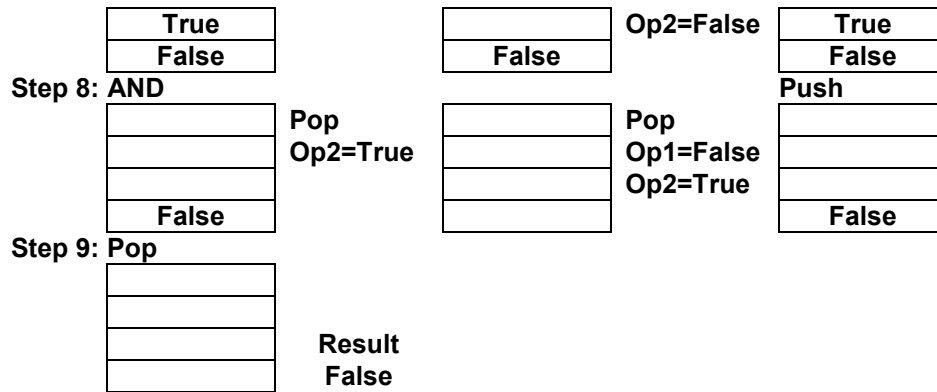 True Op2=False True
False False False
Step 8: AND Push
Pop Pop
Op2=True Op1=False
Op2=True
False False
Step 9: Pop
Result
False